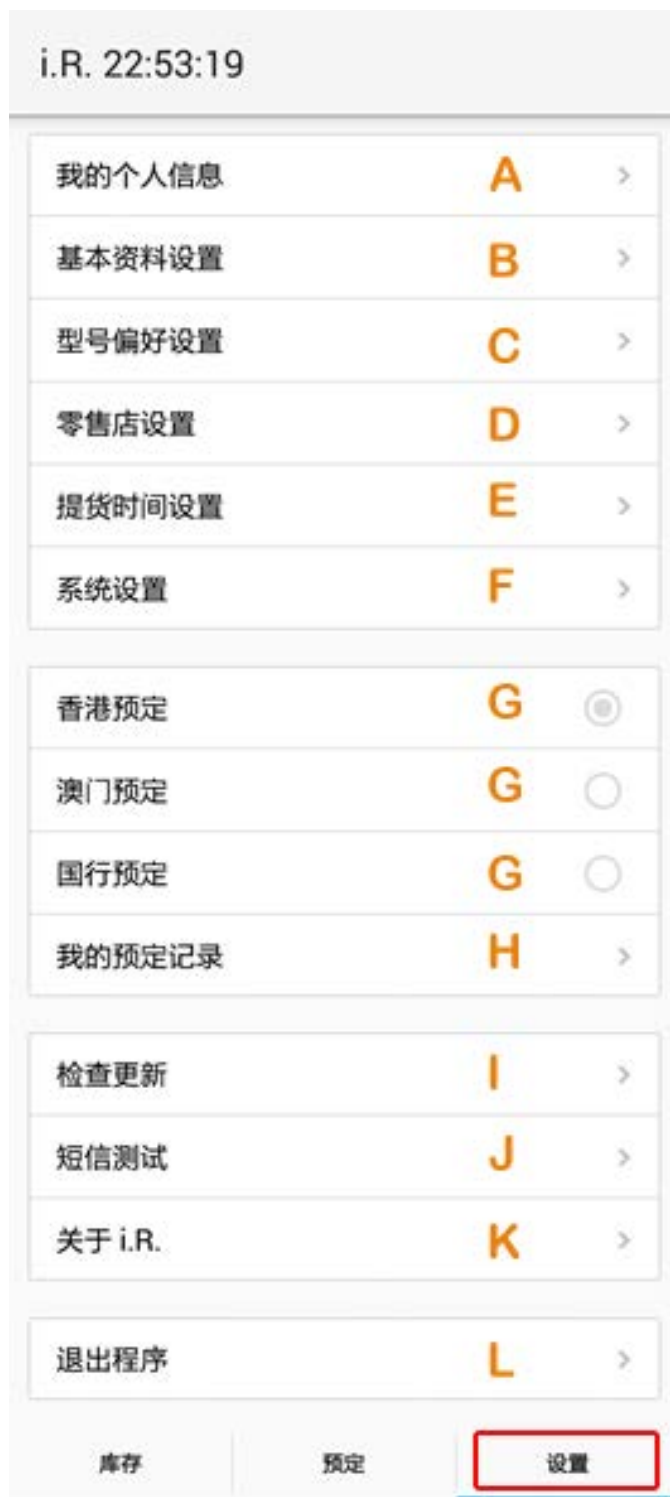 i.R. 22:53:19
我的个人信息 A
基本资料设置 B
型号偏好设置 C
零售店设置 D
提货时间设置 E
系统设置 F
香港预定 G
澳门预定 G
国行预定 G
我的预定记录 H
检查更新 I
短信测试 J
关于 i.R. K
退出程序 L
库存 预定 设置